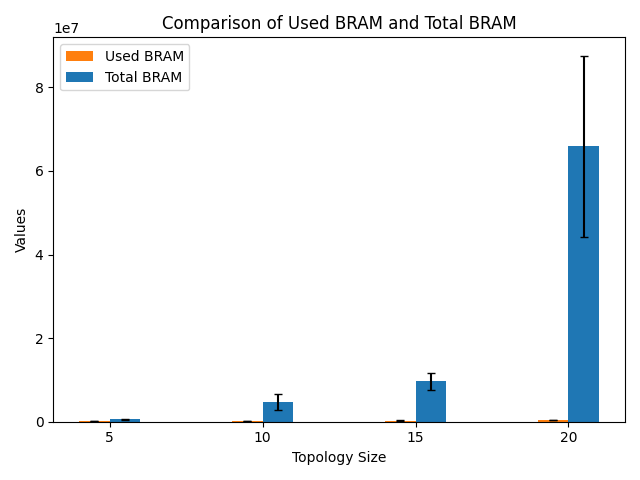 Comparison of Used BRAM and Total BRAM
1e7
Used BRAM
Total BRAM
8
6
4
2
0
Values
5 10 15 20
Topology Size